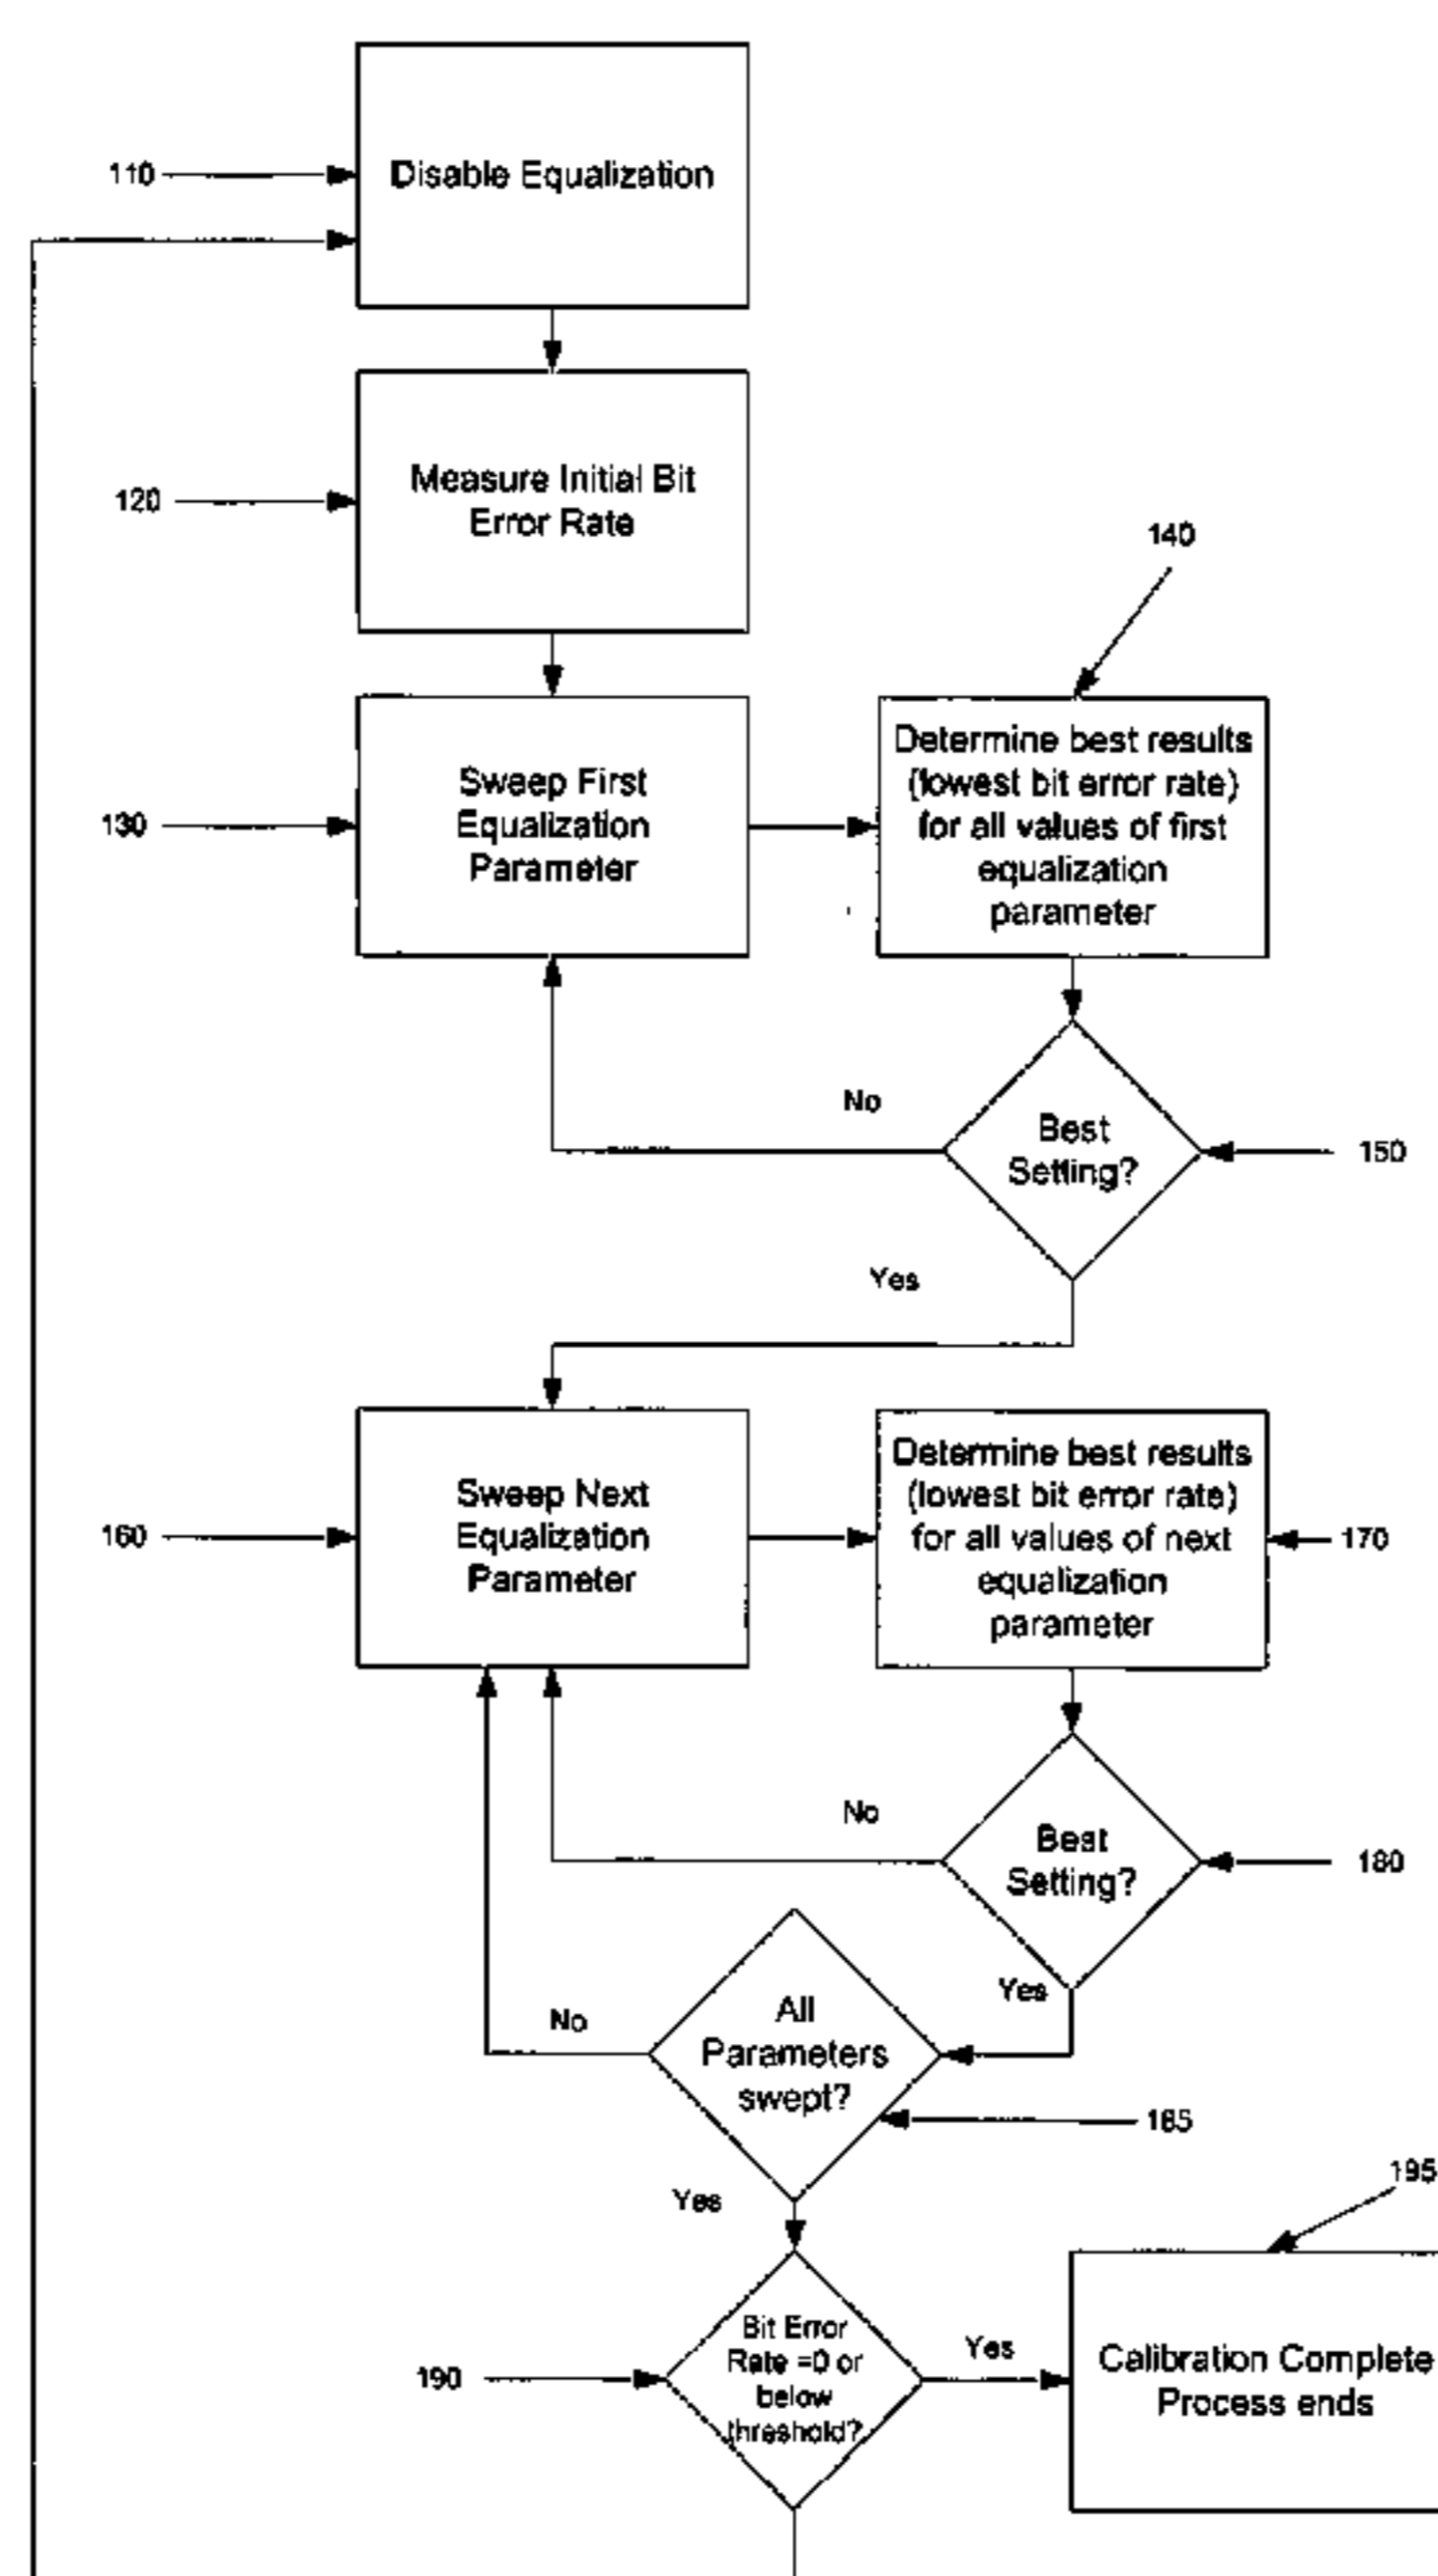 110
Disable Equalization
120
Measure Initial Bit
Error Rate
140
130
Sweep First
Equalization
Parameter
Determine best results
(lowest bit error rate)
for all values of first
equalization
parameter
No
Best
Setting?
150
Yes
160
Sweep Next
Equalization
Parameter
Determine best results
(lowest bit error rate)
for all values of next
equalization
parameter
170
No
Best
Setting?
180
Yes
No
All
Parameters
swept?
185
Yes
195
190
Bit Error
Rate =0 or
below
threshold?
Yes
Calibration Complete
Process ends